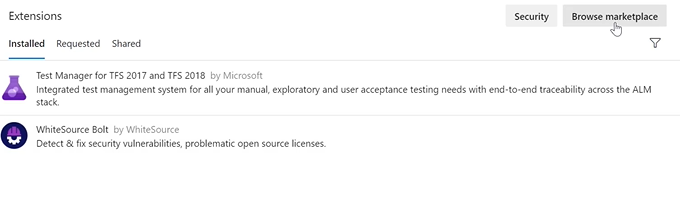 Extensions
Security
Browse marketplace
Installed
Requested
Shared
Test Manager for TFS 2017 and TFS 2018 by Microsoft
Integrated test management system for all your manual, exploratory and user acceptance testing needs with end-to-end traceability across the ALM
stack.
WhiteSource Bolt by WhiteSource
Detect & fix security vulnerabilities, problematic open source licenses.